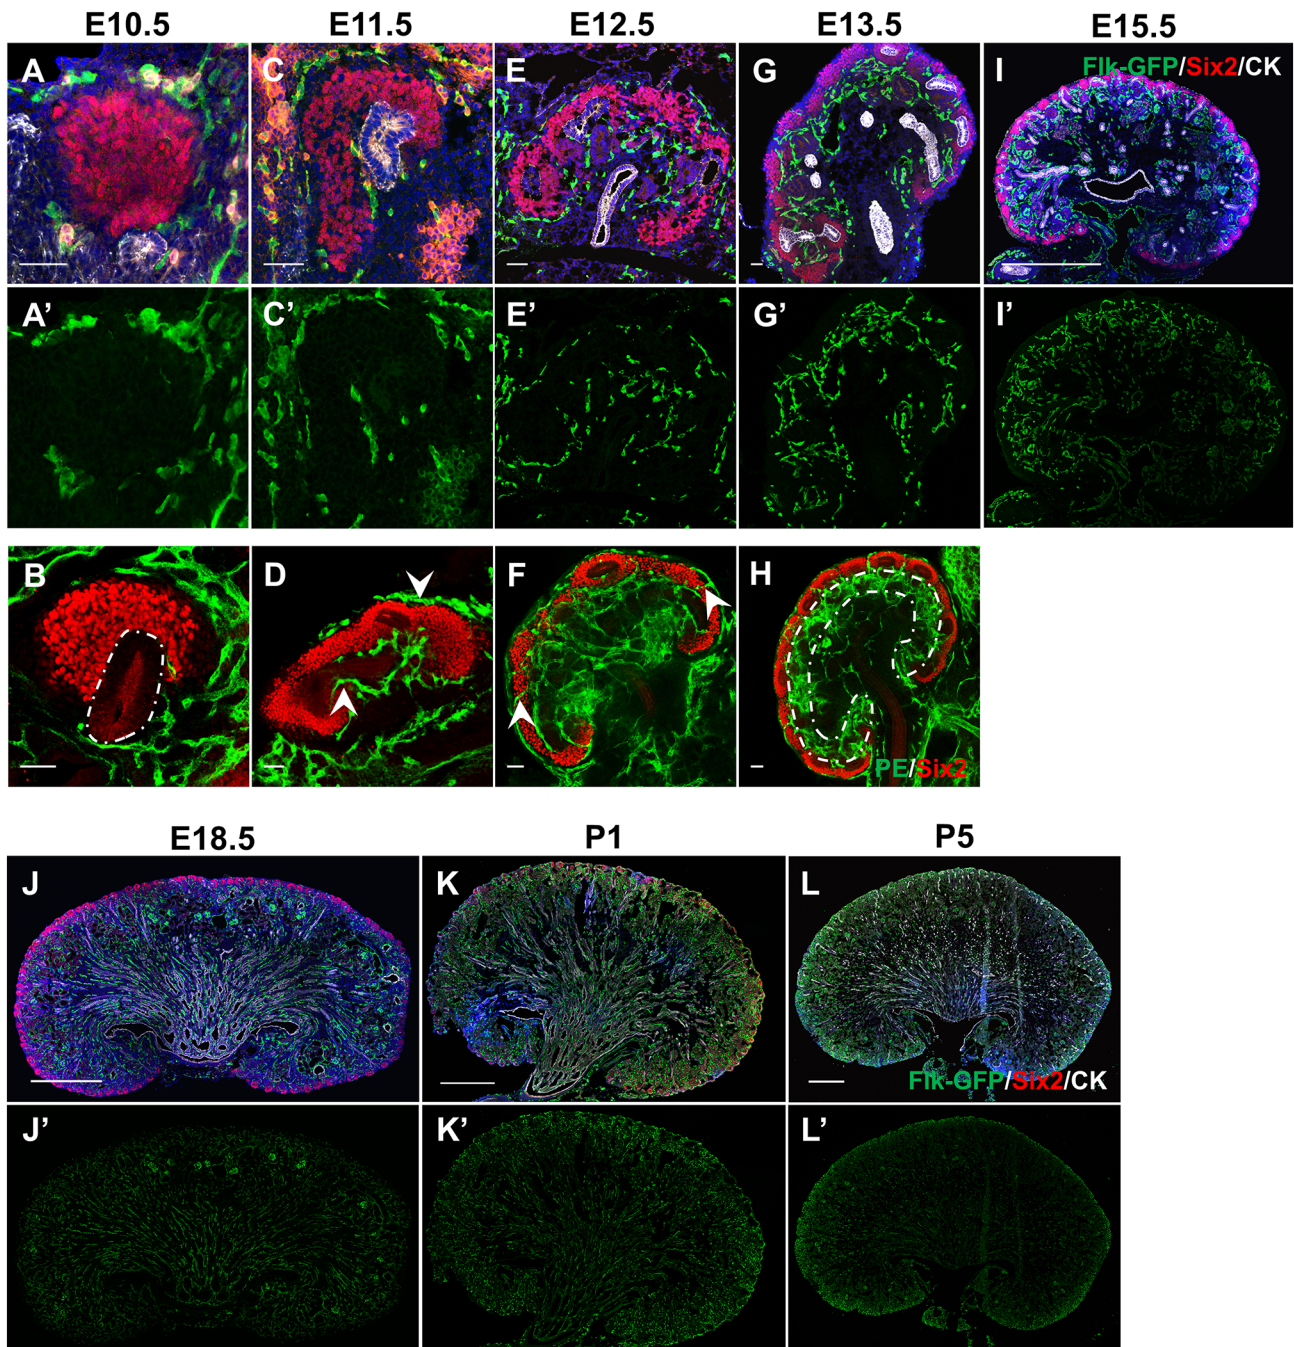 E10.5 E11.5 E12.5 E13.5 E15.5
A C E G I
Flk-GFP/Six2/CK
A’ C’ E’ G’ I’
B D F H
PE/Six2
E18.5 P1 P5
J K L
Flk-GFP/Six2/CK
J’ K’ L’